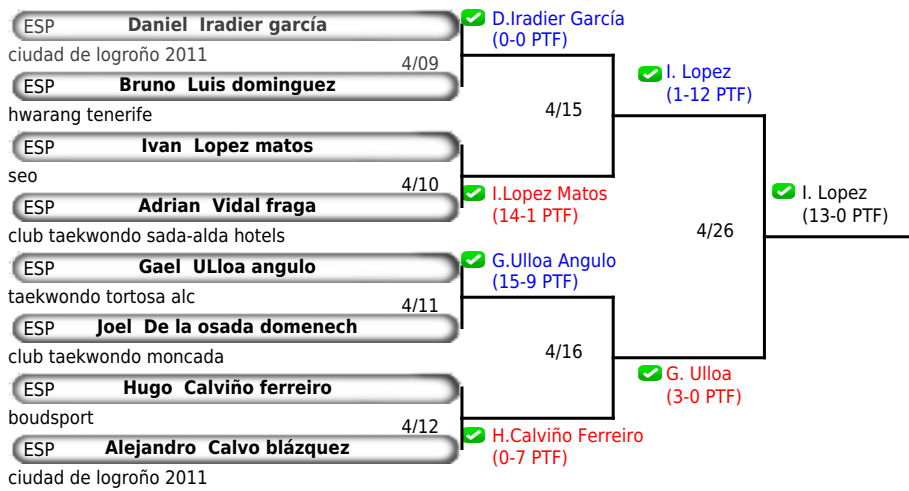 ESP Daniel Iradier garcía
ciudad de logroño 2011
4/09
ESP Bruno Luis dominguez
hwarang tenerife
ESP Ivan Lopez matos
seo
4/10
ESP Adrian Vidal fraga
club taekwondo sada-alda hotels
ESP Gael ULloa angulo
taekwondo tortosa alc
4/11
ESP Joel De la osada domenech
club taekwondo moncada
ESP Hugo Calviño ferreiro
boudsport
4/12
ESP Alejandro Calvo blázquez
ciudad de logroño 2011
D.Iradier García
(0-0 PTF)
4/15
I.Lopez Matos
(14-1 PTF)
G.Ulloa Angulo
(15-9 PTF)
4/16
H.Calviño Ferreiro
(0-7 PTF)
I. Lopez
(1-12 PTF)
4/26
G. Ulloa
(3-0 PTF)
I. Lopez
(13-0 PTF)